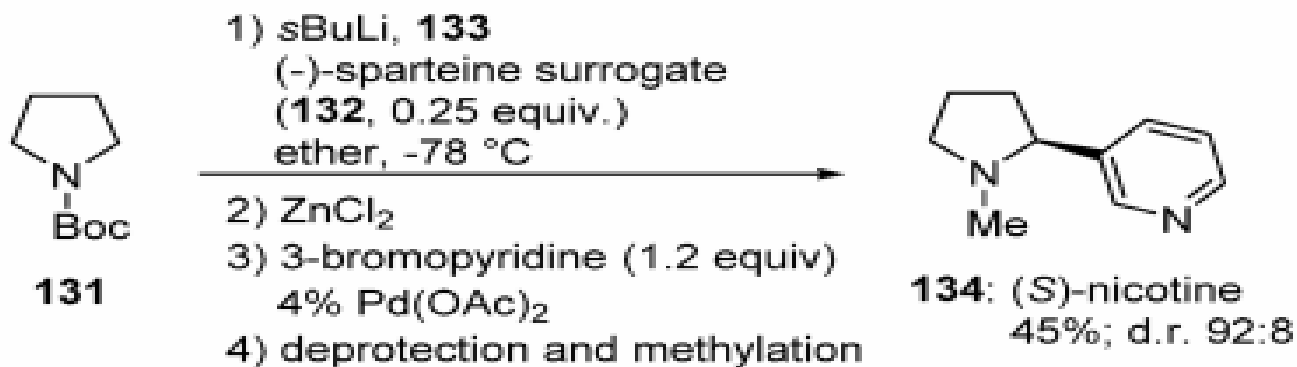 1) sBuLi, 133
(-)-sparteine surrogate
(132, 0.25 equiv.)
ether, -78 °C
2) ZnCl₂
3) 3-bromopyridine (1.2 equiv)
4% Pd(OAc)₂
4) deprotection and methylation
N
Boc
131
N
Me
N
134: (S)-nicotine
45%; d.r. 92:8